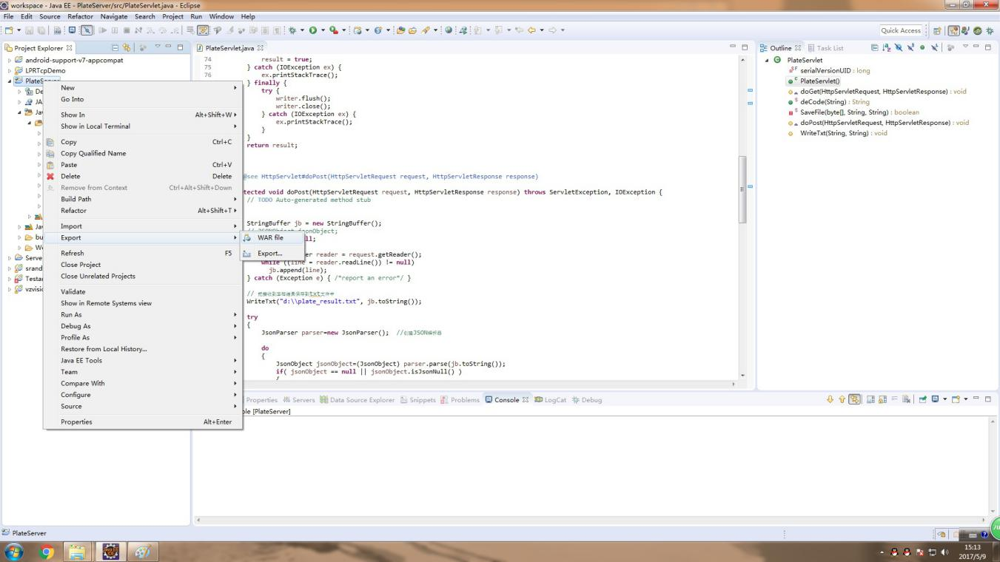 workspace - Java EE - PlateServer/src/PlateServlet.java - Eclipse
File Edit Source Refactor Navigate Search Project Run Window Help
Quick Access
Project Explorer
android-support-v7-appcompat
LPRTcpDemo
PlateServer
De
JA
Jav
Jav
bu
We
Serve
srand
Testar
vzvisio
New
Go Into
Show In Alt+Shift+W
Show in Local Terminal
Copy Ctrl+C
Copy Qualified Name
Paste Ctrl+V
Delete Delete
Remove from Context Ctrl+Alt+Shift+Down
Build Path
Refactor Alt+Shift+T
Import
Export
Refresh F5
Close Project
Close Unrelated Projects
Validate
Show in Remote Systems view
Run As
Debug As
Profile As
Restore from Local History...
Java EE Tools
Team
Compare With
Configure
Source
Properties Alt+Enter
WAR file
Export...
PlateServlet.java
74 result = true;
75 } catch (IOException ex) {
76 ex.printStackTrace();
} finally {
try {
writer.flush();
writer.close();
} catch (IOException ex) {
ex.printStackTrace();
}
}
return result;
@see HttpServlet#doPost(HttpServletRequest request, HttpServletResponse response)
tected void doPost(HttpServletRequest request, HttpServletResponse response) throws ServletException, IOException {
// TODO Auto-generated method stub
StringBuffer jb = new StringBuffer();
// JSONObject jsonObject;
ll;
er reader = request.getReader();
while ((line = reader.readLine()) != null)
jb.append(line);
} catch (Exception e) { /*report an error*/ }
// 把接收到车牌结果保存到txt文件中
WriteTxt("d:\\plate_result.txt", jb.toString());
try
{
JsonParser parser=new JsonParser(); //创建JSON解析器
do
{
JsonObject jsonObject=(JsonObject) parser.parse(jb.toString());
if( jsonObject == null || jsonObject.isJsonNull() )
{
Outline Task List
PlateServlet
serialVersionUID : long
PlateServlet()
doGet(HttpServletRequest, HttpServletResponse) : void
deCode(String) : String
SaveFile(byte[], String, String) : boolean
doPost(HttpServletRequest, HttpServletResponse) : void
WriteTxt(String, String) : void
Properties Servers Data Source Explorer Snippets Problems Console LogCat Debug
ole [PlateServer]
PlateServer
15:13
2017/5/9